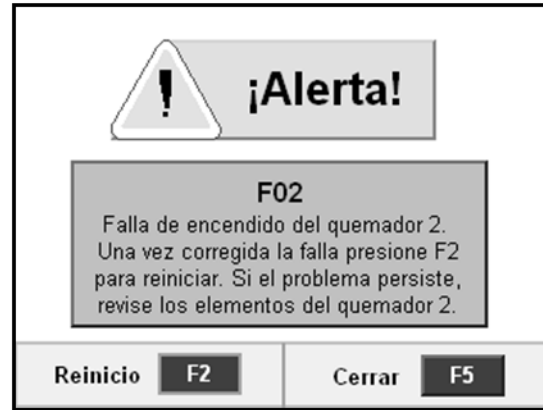 ¡Alerta!
F02
Falla de encendido del quemador 2.
Una vez corregida la falla presione F2
para reiniciar. Si el problema persiste,
revise los elementos del quemador 2.
Reinicio F2 Cerrar F5